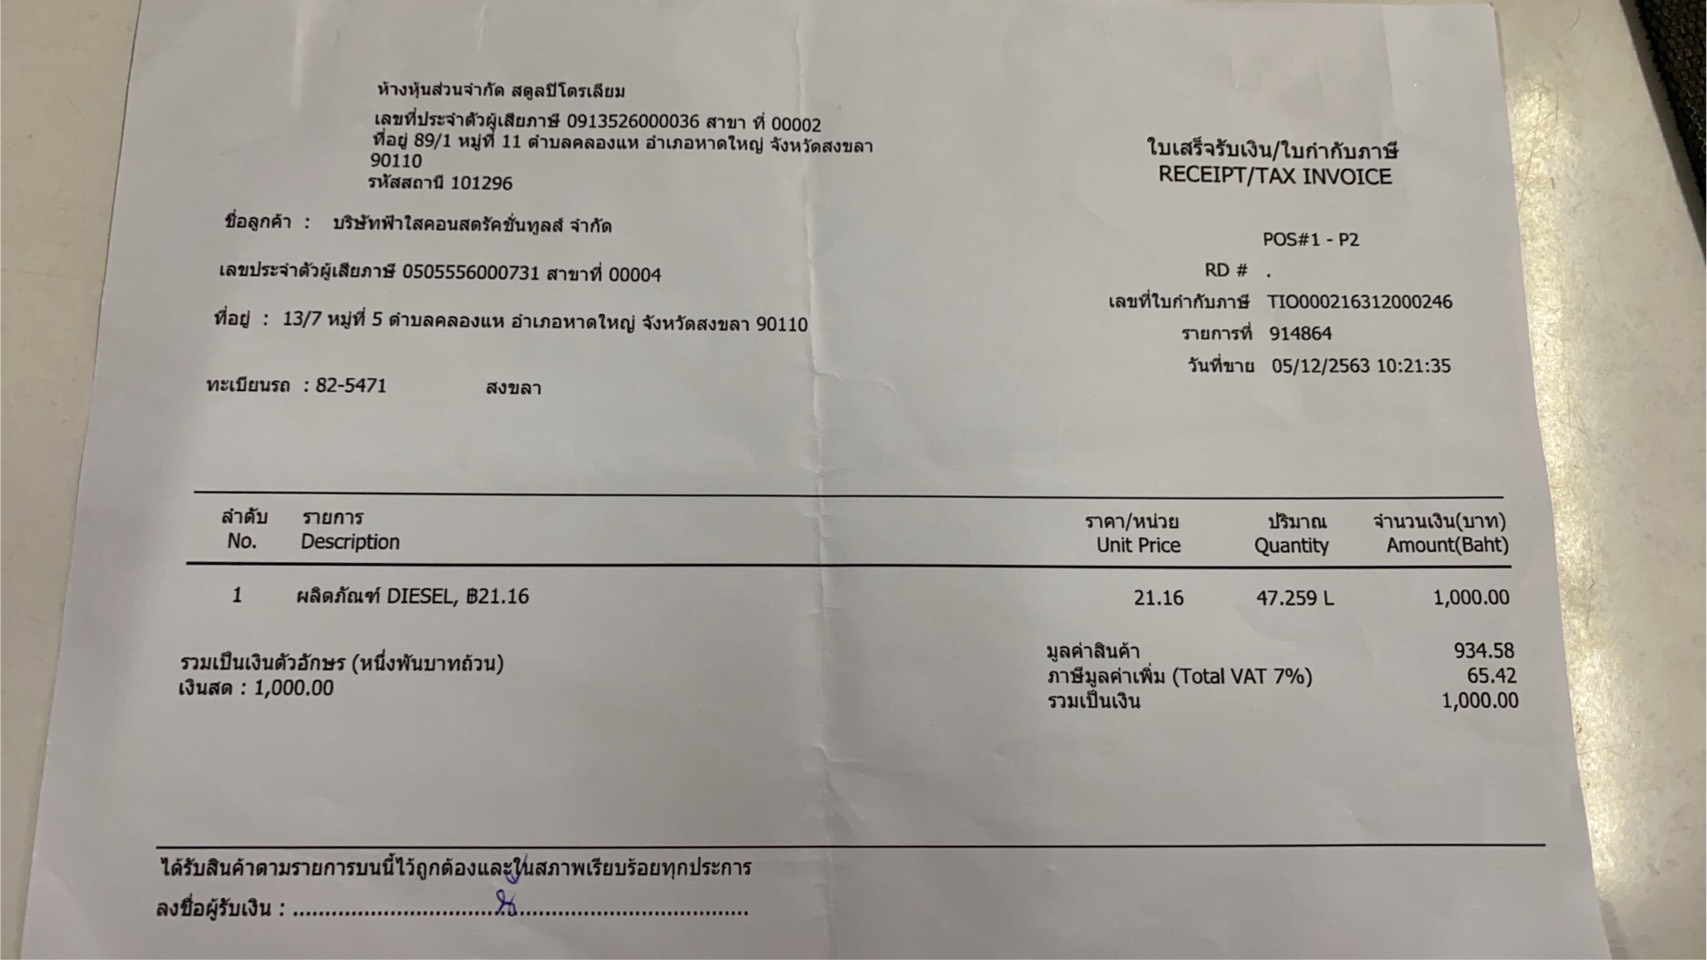 ห้างหุ้นส่วนจำกัด สตูลปิโตรเลียม
เลขที่ประจำตัวผู้เสียภาษี 0913526000036 สาขา ที่ 00002
ที่อยู่ 89/1 หมู่ที่ 11 ตำบลคลองแห อำเภอหาดใหญ่ จังหวัดสงขลา
90110
รหัสสถานี 101296
ใบเสร็จรับเงิน/ใบกำกับภาษี
RECEIPT/TAX INVOICE
ชื่อลูกค้า : บริษัทฟ้าใสคอนสตรัคชั่นทูลส์ จำกัด
เลขประจำตัวผู้เสียภาษี 0505556000731 สาขาที่ 00004
ที่อยู่ : 13/7 หมู่ที่ 5 ตำบลคลองแห อำเภอหาดใหญ่ จังหวัดสงขลา 90110
ทะเบียนรถ : 82-5471 สงขลา
POS#1 - P2
RD # .
เลขที่ใบกำกับภาษี TIO000216312000246
รายการที่ 914864
วันที่ขาย 05/12/2563 10:21:35
ลำดับ รายการ ราคา/หน่วย ปริมาณ จำนวนเงิน(บาท)
No. Description Unit Price Quantity Amount(Baht)
1 ผลิตภัณฑ์ DIESEL, ฿21.16 21.16 47.259 L 1,000.00
รวมเป็นเงินตัวอักษร (หนึ่งพันบาทถ้วน)
เงินสด : 1,000.00
มูลค่าสินค้า 934.58
ภาษีมูลค่าเพิ่ม (Total VAT 7%) 65.42
รวมเป็นเงิน 1,000.00
ได้รับสินค้าตามรายการบนนี้ไว้ถูกต้องและในสภาพเรียบร้อยทุกประการ
ลงชื่อผู้รับเงิน : ......................................................................